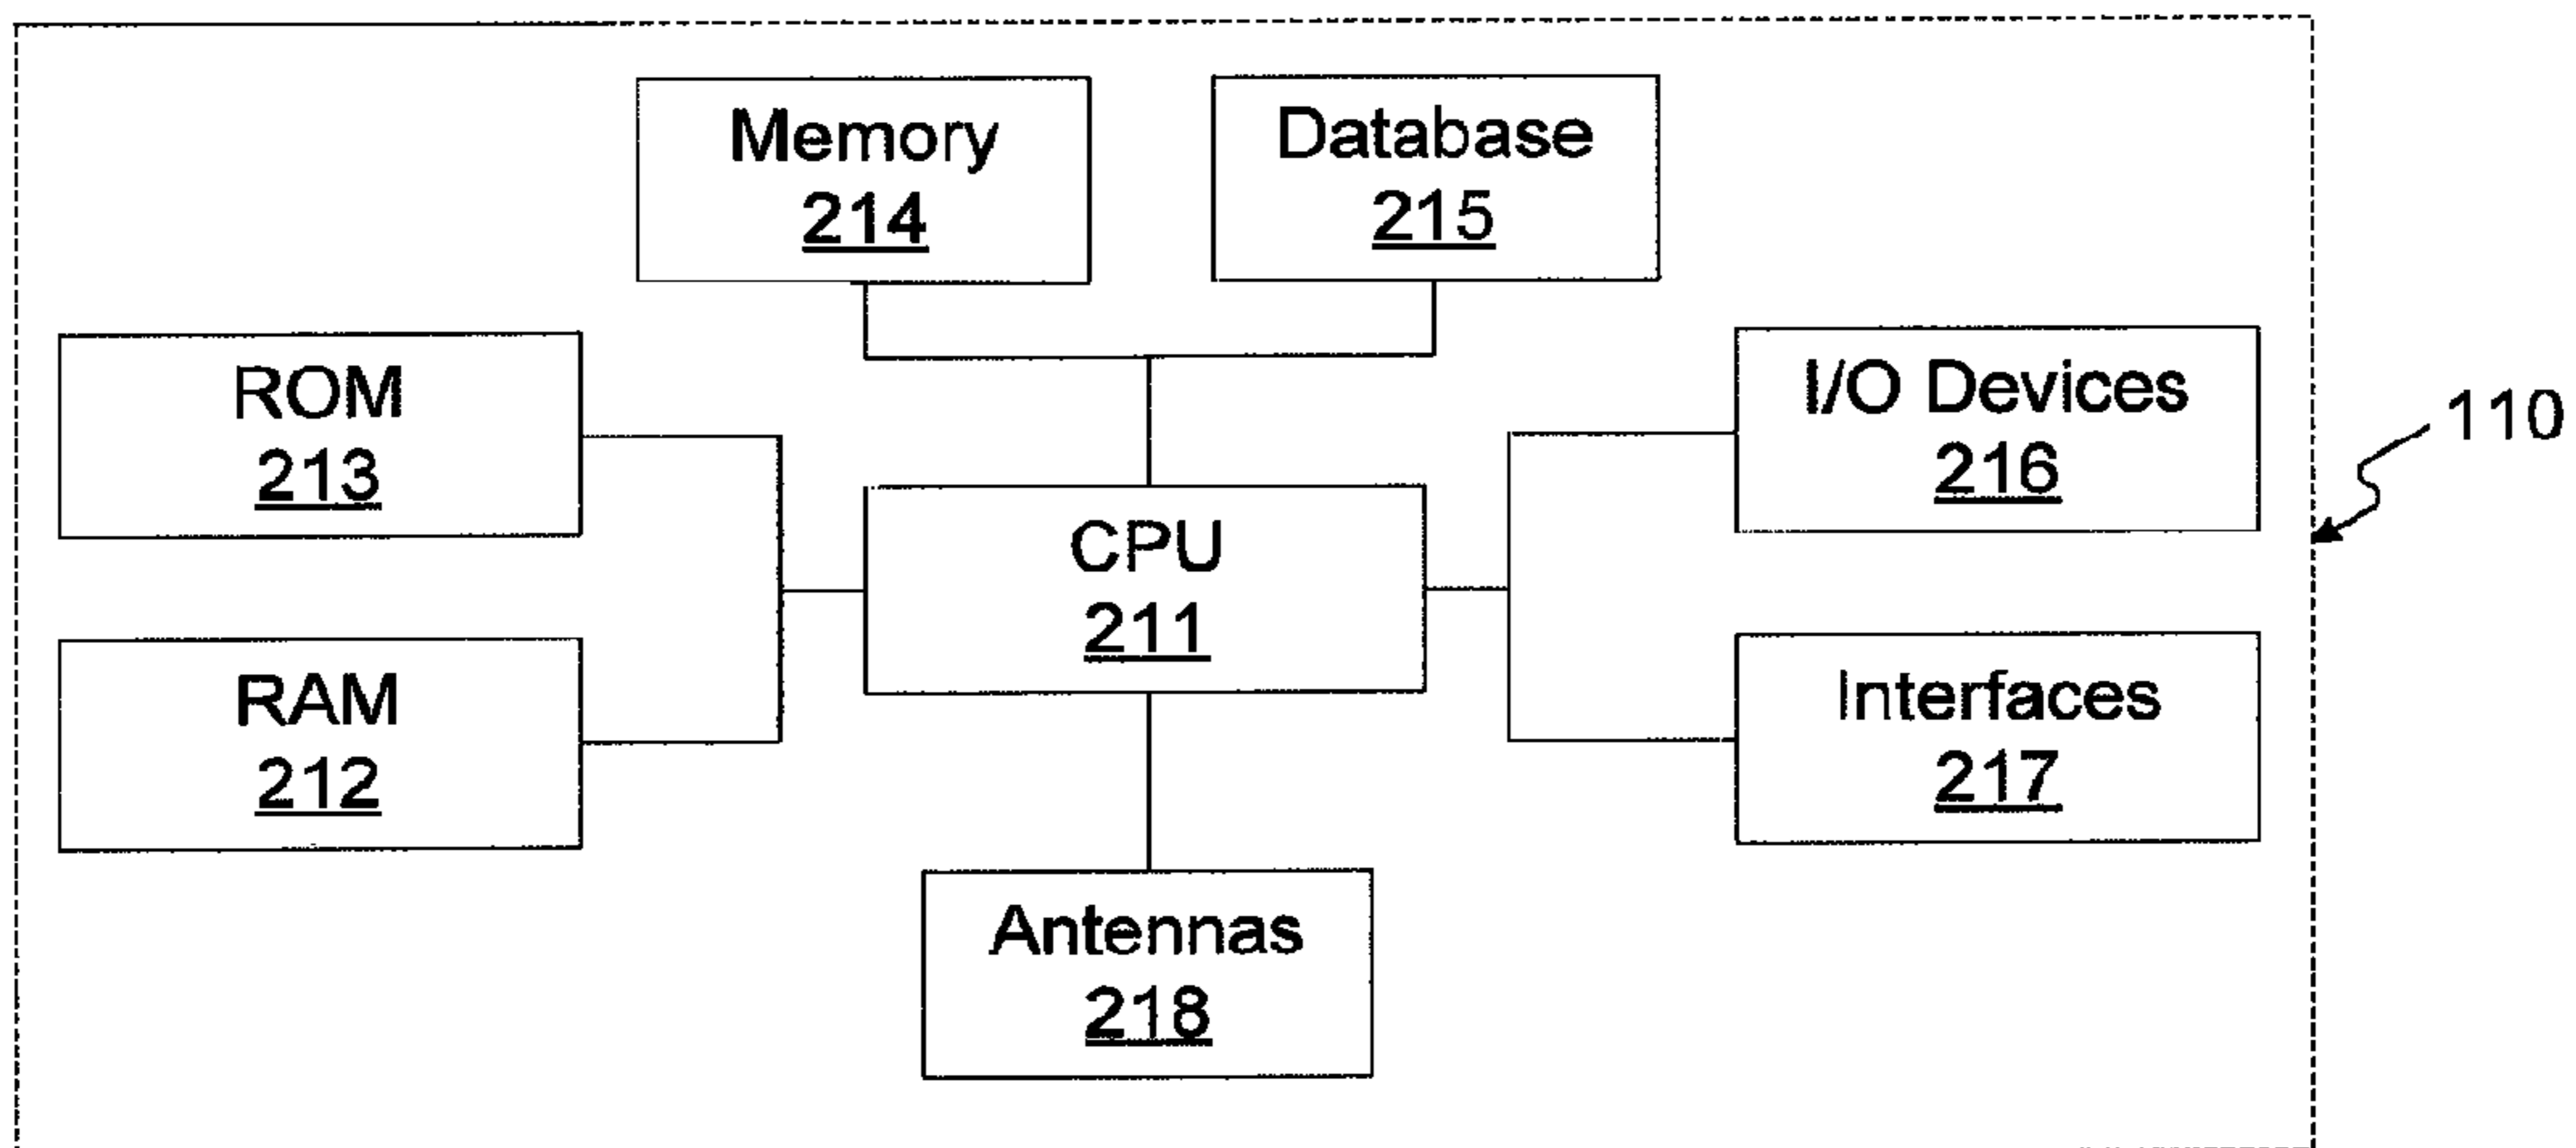 Memory
214
Database
215
ROM
213
I/O Devices
216
110
CPU
211
RAM
212
Interfaces
217
Antennas
218